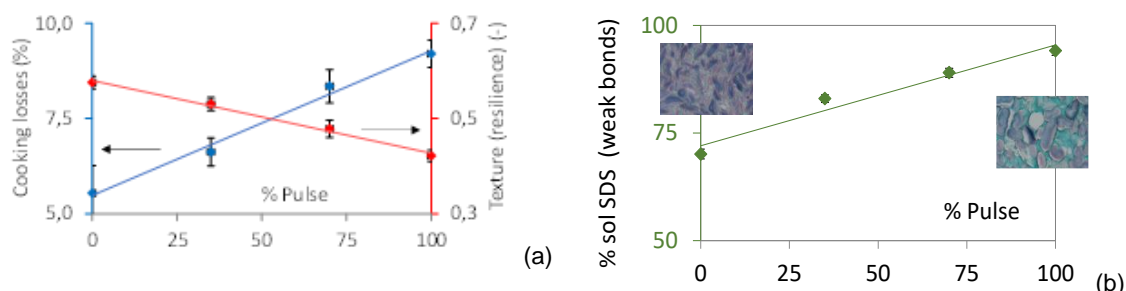 10,0
7,5
5,0
Cooking losses (%)
0,7
0,5
0,3
Texture (resilience) (-)
% Pulse
0 25 50 75 100
(a)
100
75
50
% sol SDS (weak bonds)
% Pulse
0 25 50 75 100
(b)